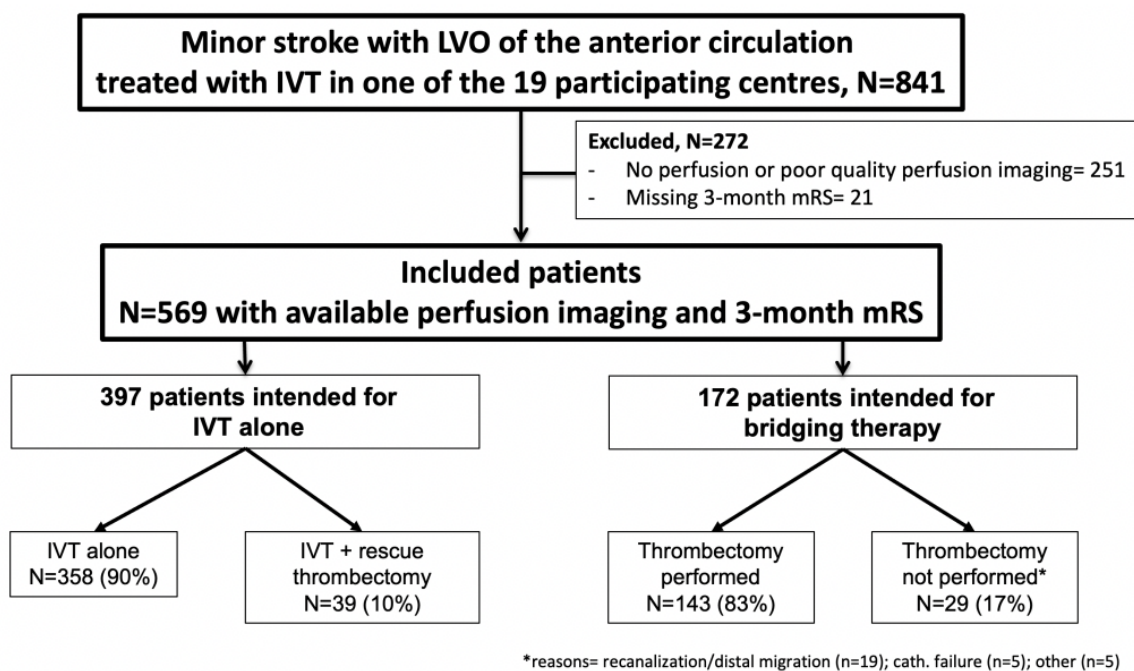 Minor stroke with LVO of the anterior circulation
treated with IVT in one of the 19 participating centres, N=841
Excluded, N=272
- No perfusion or poor quality perfusion imaging= 251
- Missing 3-month mRS= 21
Included patients
N=569 with available perfusion imaging and 3-month mRS
397 patients intended for
IVT alone
172 patients intended for
bridging therapy
IVT alone
N=358 (90%)
IVT + rescue
thrombectomy
N=39 (10%)
Thrombectomy
performed
N=143 (83%)
Thrombectomy
not performed*
N=29 (17%)
*reasons= recanalization/distal migration (n=19); cath. failure (n=5); other (n=5)